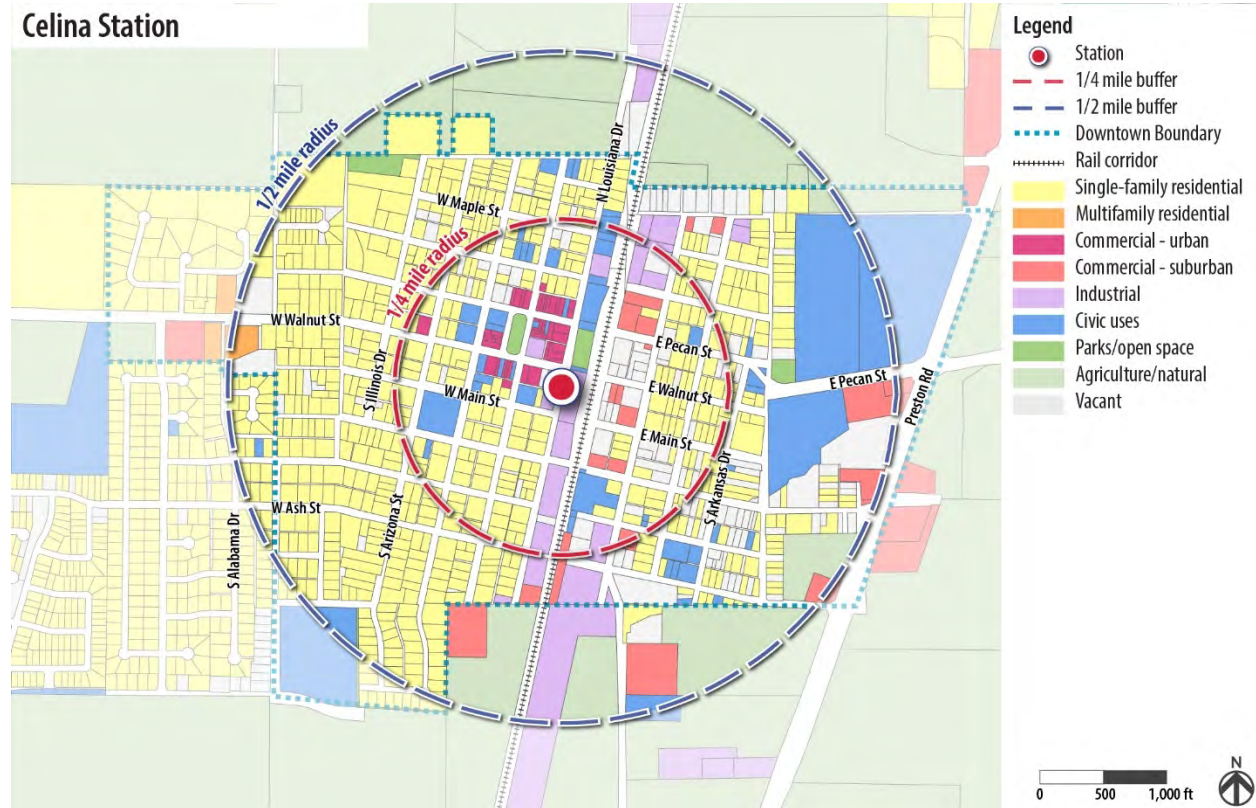 Celina Station
Legend
Station
1/4 mile buffer
1/2 mile buffer
Downtown Boundary
Rail corridor
Single-family residential
Multifamily residential
Commercial - urban
Commercial - suburban
Industrial
Civic uses
Parks/open space
Agriculture/natural
Vacant
1/2 mile radius
N Louisiana Dr
W Maple St
1/4 mile radius
W Walnut St
E Pecan St
E Pecan St
S Illinois Dr
E Walnut St
Preston Rd
W Main St
E Main St
S Arkansas Dr
W Ash St
S Arizona St
S Alabama Dr
N
0 500 1,000 ft